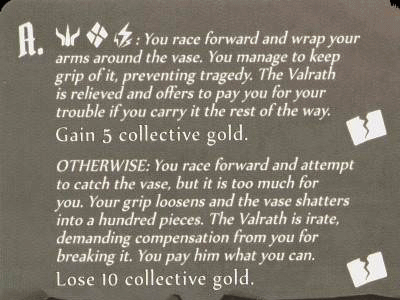 A. : You race forward and wrap your
arms around the vase. You manage to keep
grip of it, preventing tragedy. The Valrath
is relieved and offers to pay you for your
trouble if you carry it the rest of the way.
Gain 5 collective gold.
OTHERWISE: You race forward and attempt
to catch the vase, but it is too much for
you. Your grip loosens and the vase shatters
into a hundred pieces. The Valrath is irate,
demanding compensation from you for
breaking it. You pay him what you can.
Lose 10 collective gold.